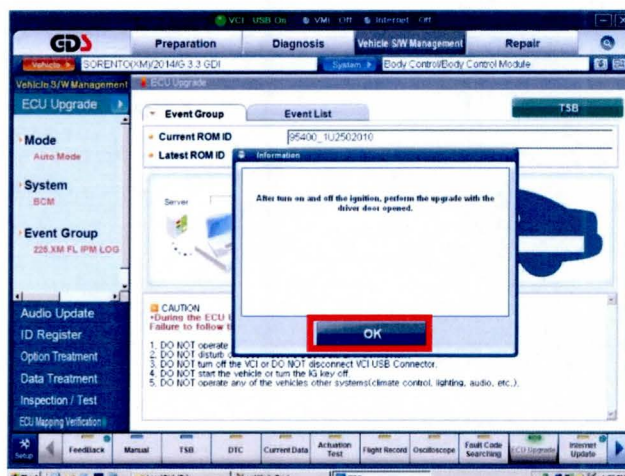 VCI USB On VMI Off Internet Off
GDS Preparation Diagnosis Vehicle S/W Management Repair
Vehicle SORENTO(XM)/2014/G 3.3 GDI System Body Control/Body Control Module
Vehicle S/W Management ECU Upgrade
ECU Upgrade
Event Group Event List TSB
Mode
Auto Mode
Current ROM ID 95400_1U2502010
Latest ROM ID
Information
System
BCM
Server
After turn on and off the ignition, perform the upgrade with the
driver door opened.
Event Group
226.XM FL IPM LOG
OK
Audio Update
ID Register
Option Treatment
Data Treatment
Inspection / Test
ECU Mapping Verification
CAUTION
•During the ECU
Failure to follow
1. DO NOT operate
2. DO NOT disturb
3. DO NOT turn off the VCI or DO NOT disconnect VCI USB Connector.
4. DO NOT start the vehicle or turn the IG key off.
5. DO NOT operate any of the vehicles other systems(climate control, lighting, audio, etc.).
Setup Feedback Manual TSB DTC Current Data Actuation Test Flight Record Oscilloscope Fault Code Searching ECU Upgrade Internet Update